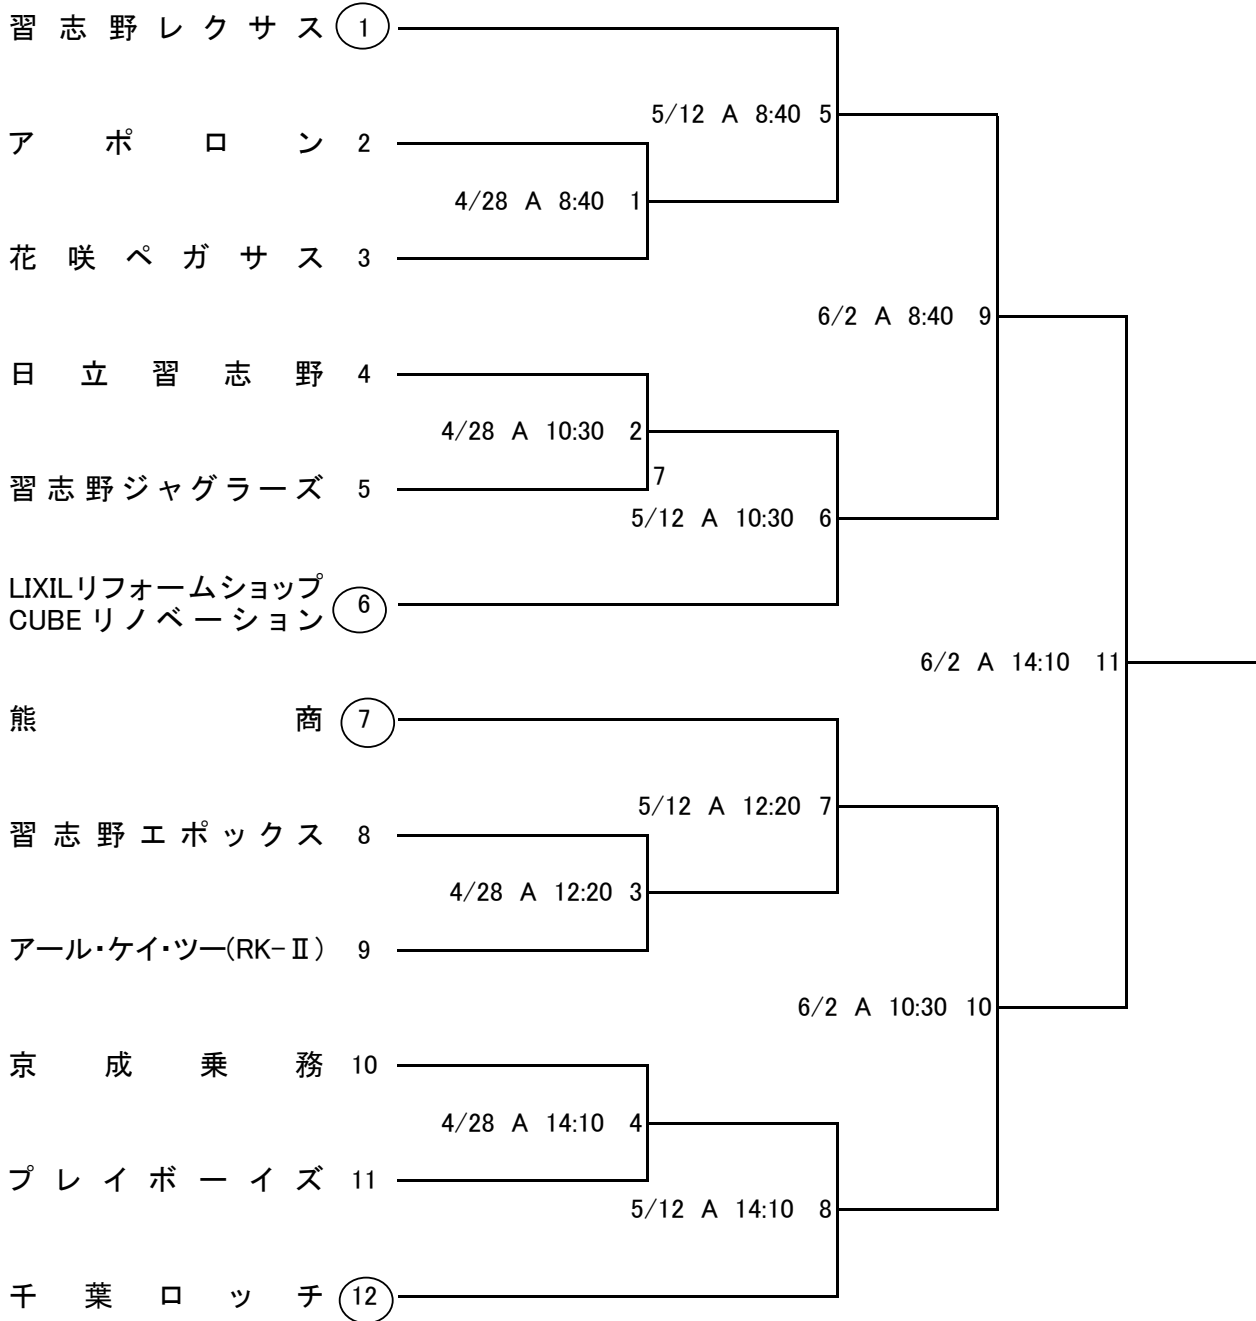 習志野レクサス 1
5/12 A 8:40 5
アポロン 2
4/28 A 8:40 1
花咲ペガサス 3
6/2 A 8:40 9
日立習志野 4
4/28 A 10:30 2
7
習志野ジャグラーズ 5
5/12 A 10:30 6
LIXILリフォームショップ
CUBEリノベーション 6
6/2 A 14:10 11
熊商 7
5/12 A 12:20 7
習志野エポックス 8
4/28 A 12:20 3
アール・ケイ・ツー(RK-Ⅱ) 9
6/2 A 10:30 10
京成乗務 10
4/28 A 14:10 4
プレイボーイズ 11
5/12 A 14:10 8
千葉ロッチ 12